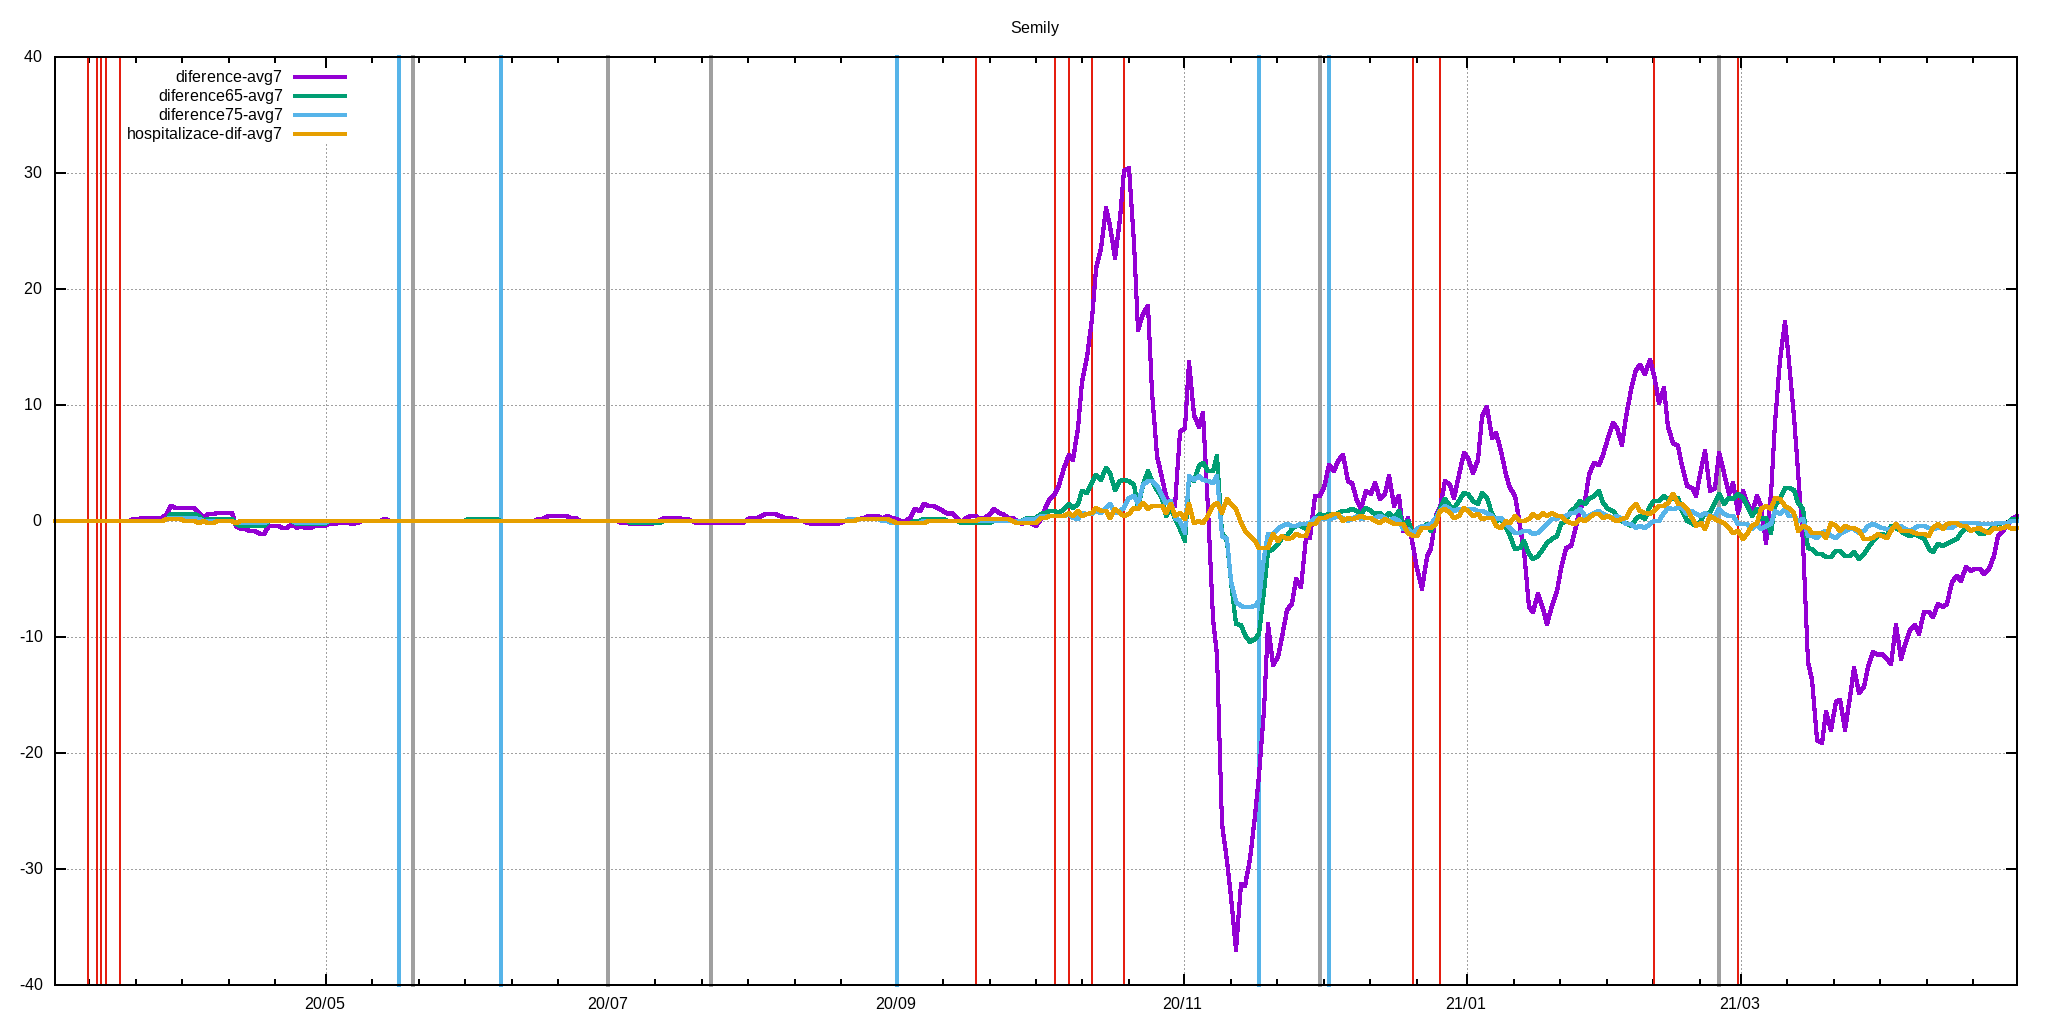 Semily
40
diference-avg7
diference65-avg7
diference75-avg7
hospitalizace-dif-avg7
30
20
10
0
-10
-20
-30
-40
20/05 20/07 20/09 20/11 21/01 21/03